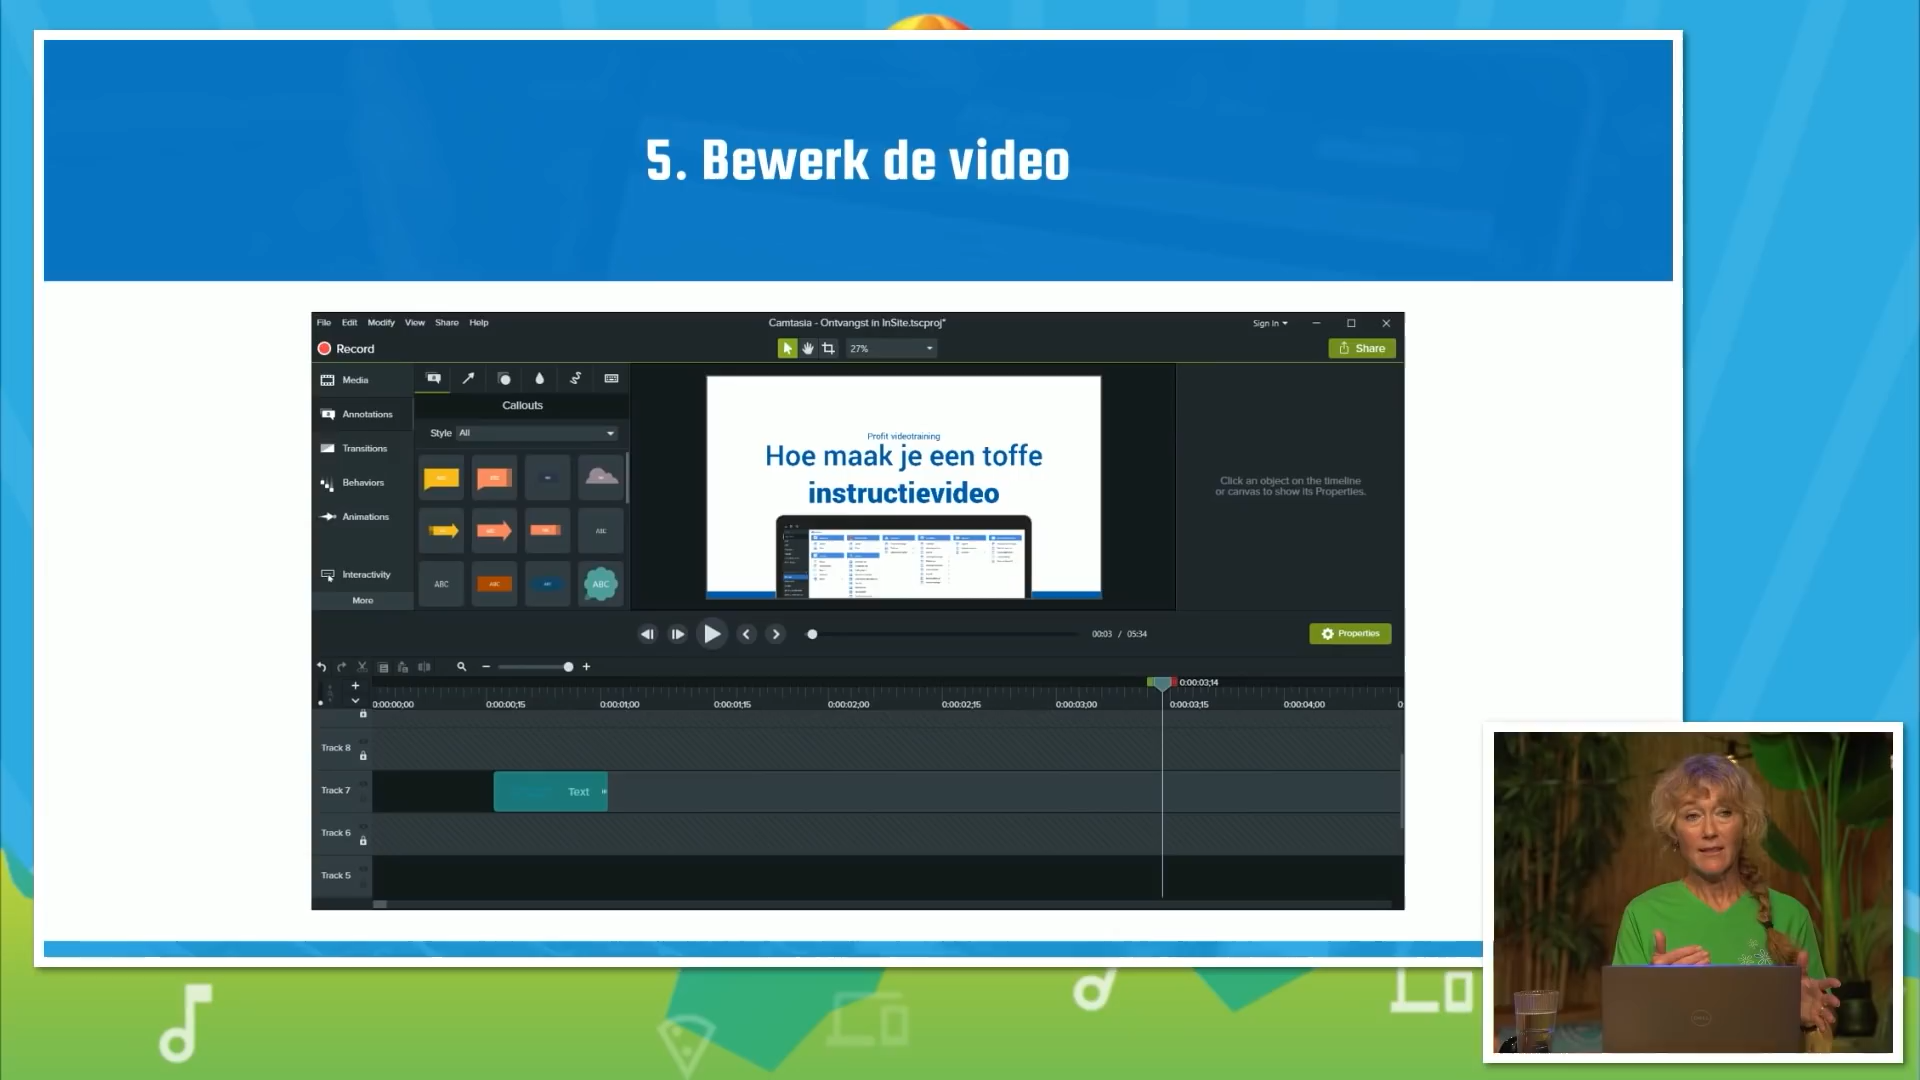 5. Bewerk de video
File Edit Modify View Share Help
Camtasia - Ontvangst in InSite.tscproj*
Sign In
Record
27%
Share
Media
Annotations
Transitions
Behaviors
Animations
Interactivity
More
Callouts
Style All
ABC
ABC
ABC
ABC
ABC
Profit videotraining
Hoe maak je een toffe
instructievideo
Click an object on the timeline
or canvas to show its Properties.
00:03 / 05:34
Properties
0:00:03;14
0:00:00;00 0:00:00;15 0:00:01;00 0:00:01;15 0:00:02;00 0:00:02;15 0:00:03;00 0:00:03;15 0:00:04;00 0
Track 8
Track 7
Text
Track 6
Track 5
DELL